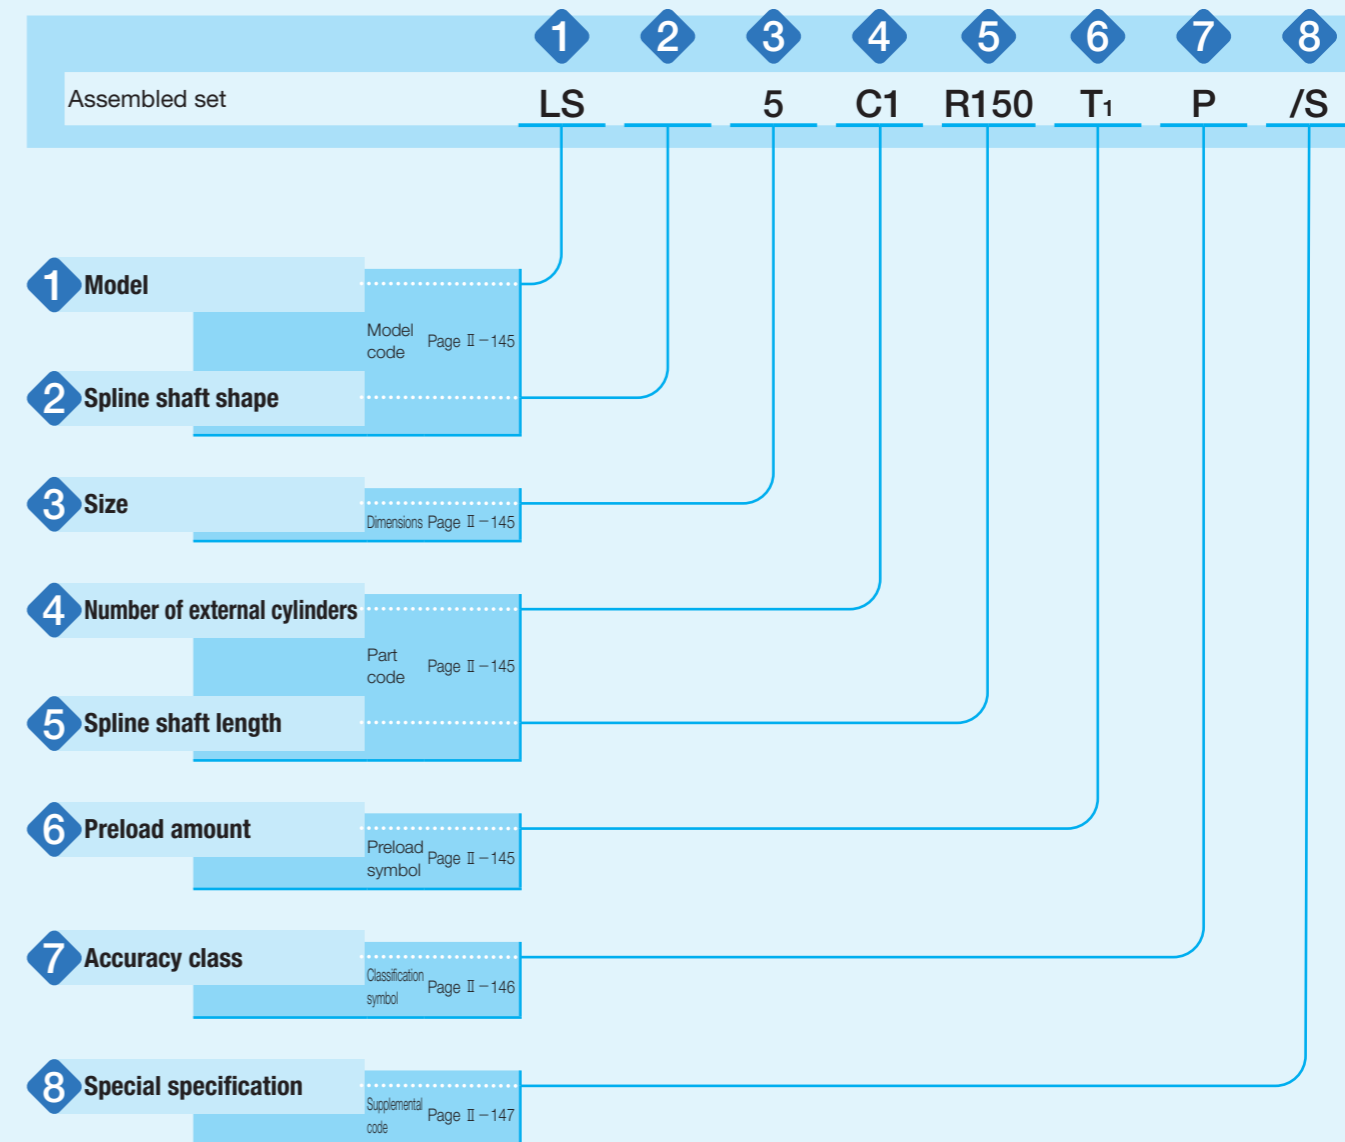 1 2 3 4 5 6 7 8
Assembled set LS 5 C1 R150 T1 P /S
1 Model
Model code Page Ⅱ－145
2 Spline shaft shape
3 Size
Dimensions Page Ⅱ－145
4 Number of external cylinders
Part code Page Ⅱ－145
5 Spline shaft length
6 Preload amount
Preload symbol Page Ⅱ－145
7 Accuracy class
Classification symbol Page Ⅱ－146
8 Special specification
Supplemental code Page Ⅱ－147